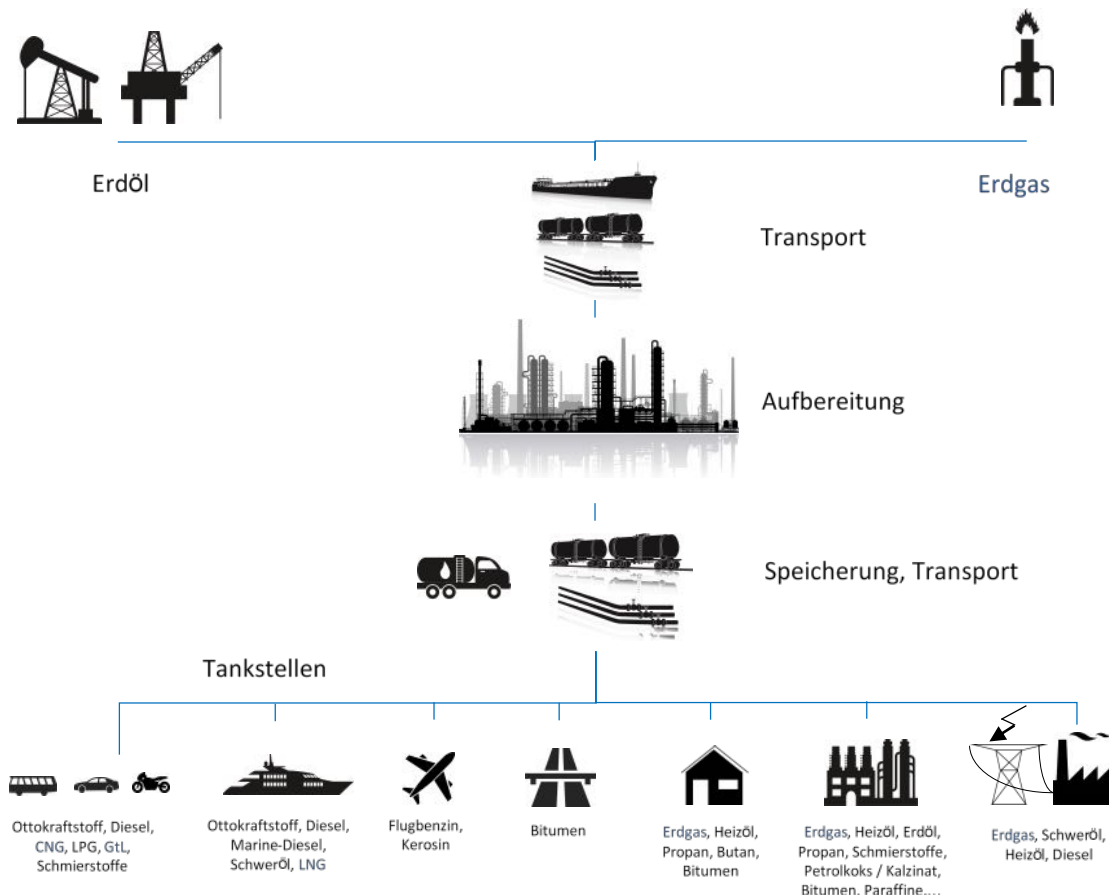 Erdöl
Erdgas
Transport
Aufbereitung
Speicherung, Transport
Tankstellen
Ottokraftstoff, Diesel,
CNG, LPG, GtL,
Schmierstoffe
Ottokraftstoff, Diesel,
Marine-Diesel,
Schweröl, LNG
Flugbenzin,
Kerosin
Bitumen
Erdgas, Heizöl,
Propan, Butan,
Bitumen
Erdgas, Heizöl, Erdöl,
Propan, Schmierstoffe,
Petrolkoks / Kalzinat,
Bitumen, Paraffine,...
Erdgas, Schweröl,
Heizöl, Diesel